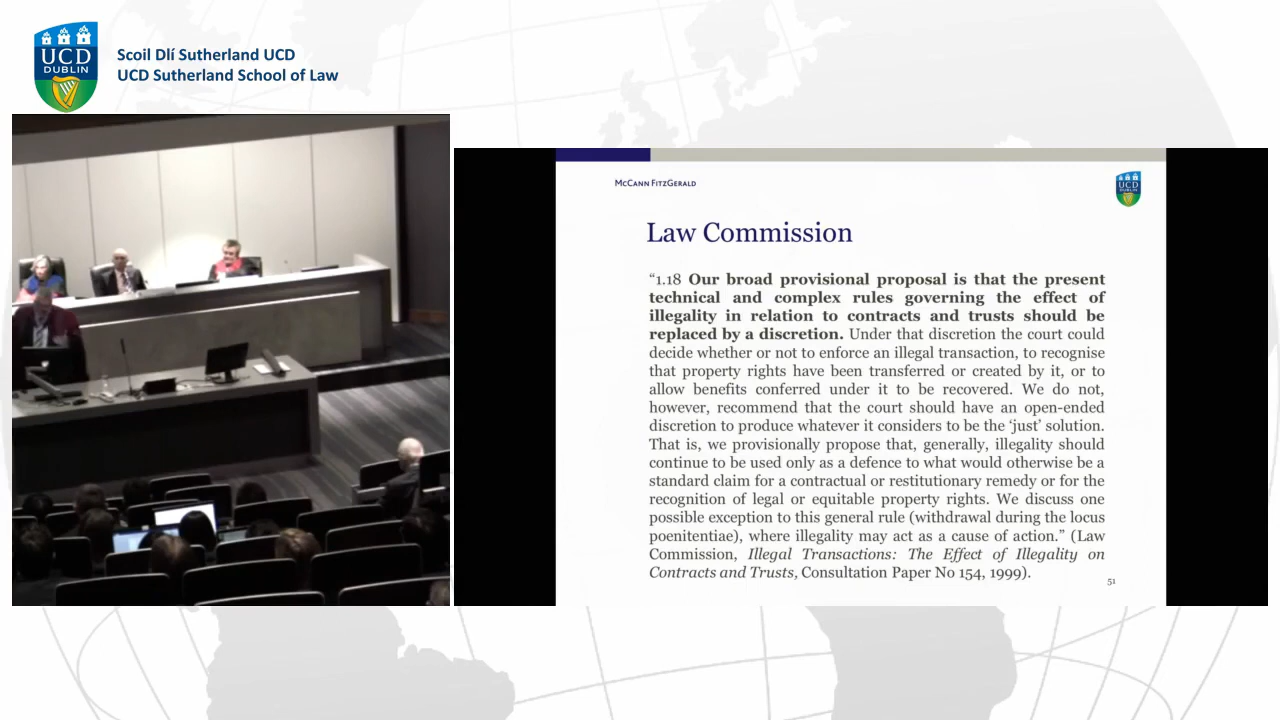 UCD
DUBLIN
Scoil Dlí Sutherland UCD
UCD Sutherland School of Law
McCann FitzGerald
UCD
DUBLIN
Law Commission
“1.18 Our broad provisional proposal is that the present
technical and complex rules governing the effect of
illegality in relation to contracts and trusts should be
replaced by a discretion. Under that discretion the court could
decide whether or not to enforce an illegal transaction, to recognise
that property rights have been transferred or created by it, or to
allow benefits conferred under it to be recovered. We do not,
however, recommend that the court should have an open-ended
discretion to produce whatever it considers to be the ‘just’ solution.
That is, we provisionally propose that, generally, illegality should
continue to be used only as a defence to what would otherwise be a
standard claim for a contractual or restitutionary remedy or for the
recognition of legal or equitable property rights. We discuss one
possible exception to this general rule (withdrawal during the locus
poenitentiae), where illegality may act as a cause of action.” (Law
Commission, Illegal Transactions: The Effect of Illegality on
Contracts and Trusts, Consultation Paper No 154, 1999).
51